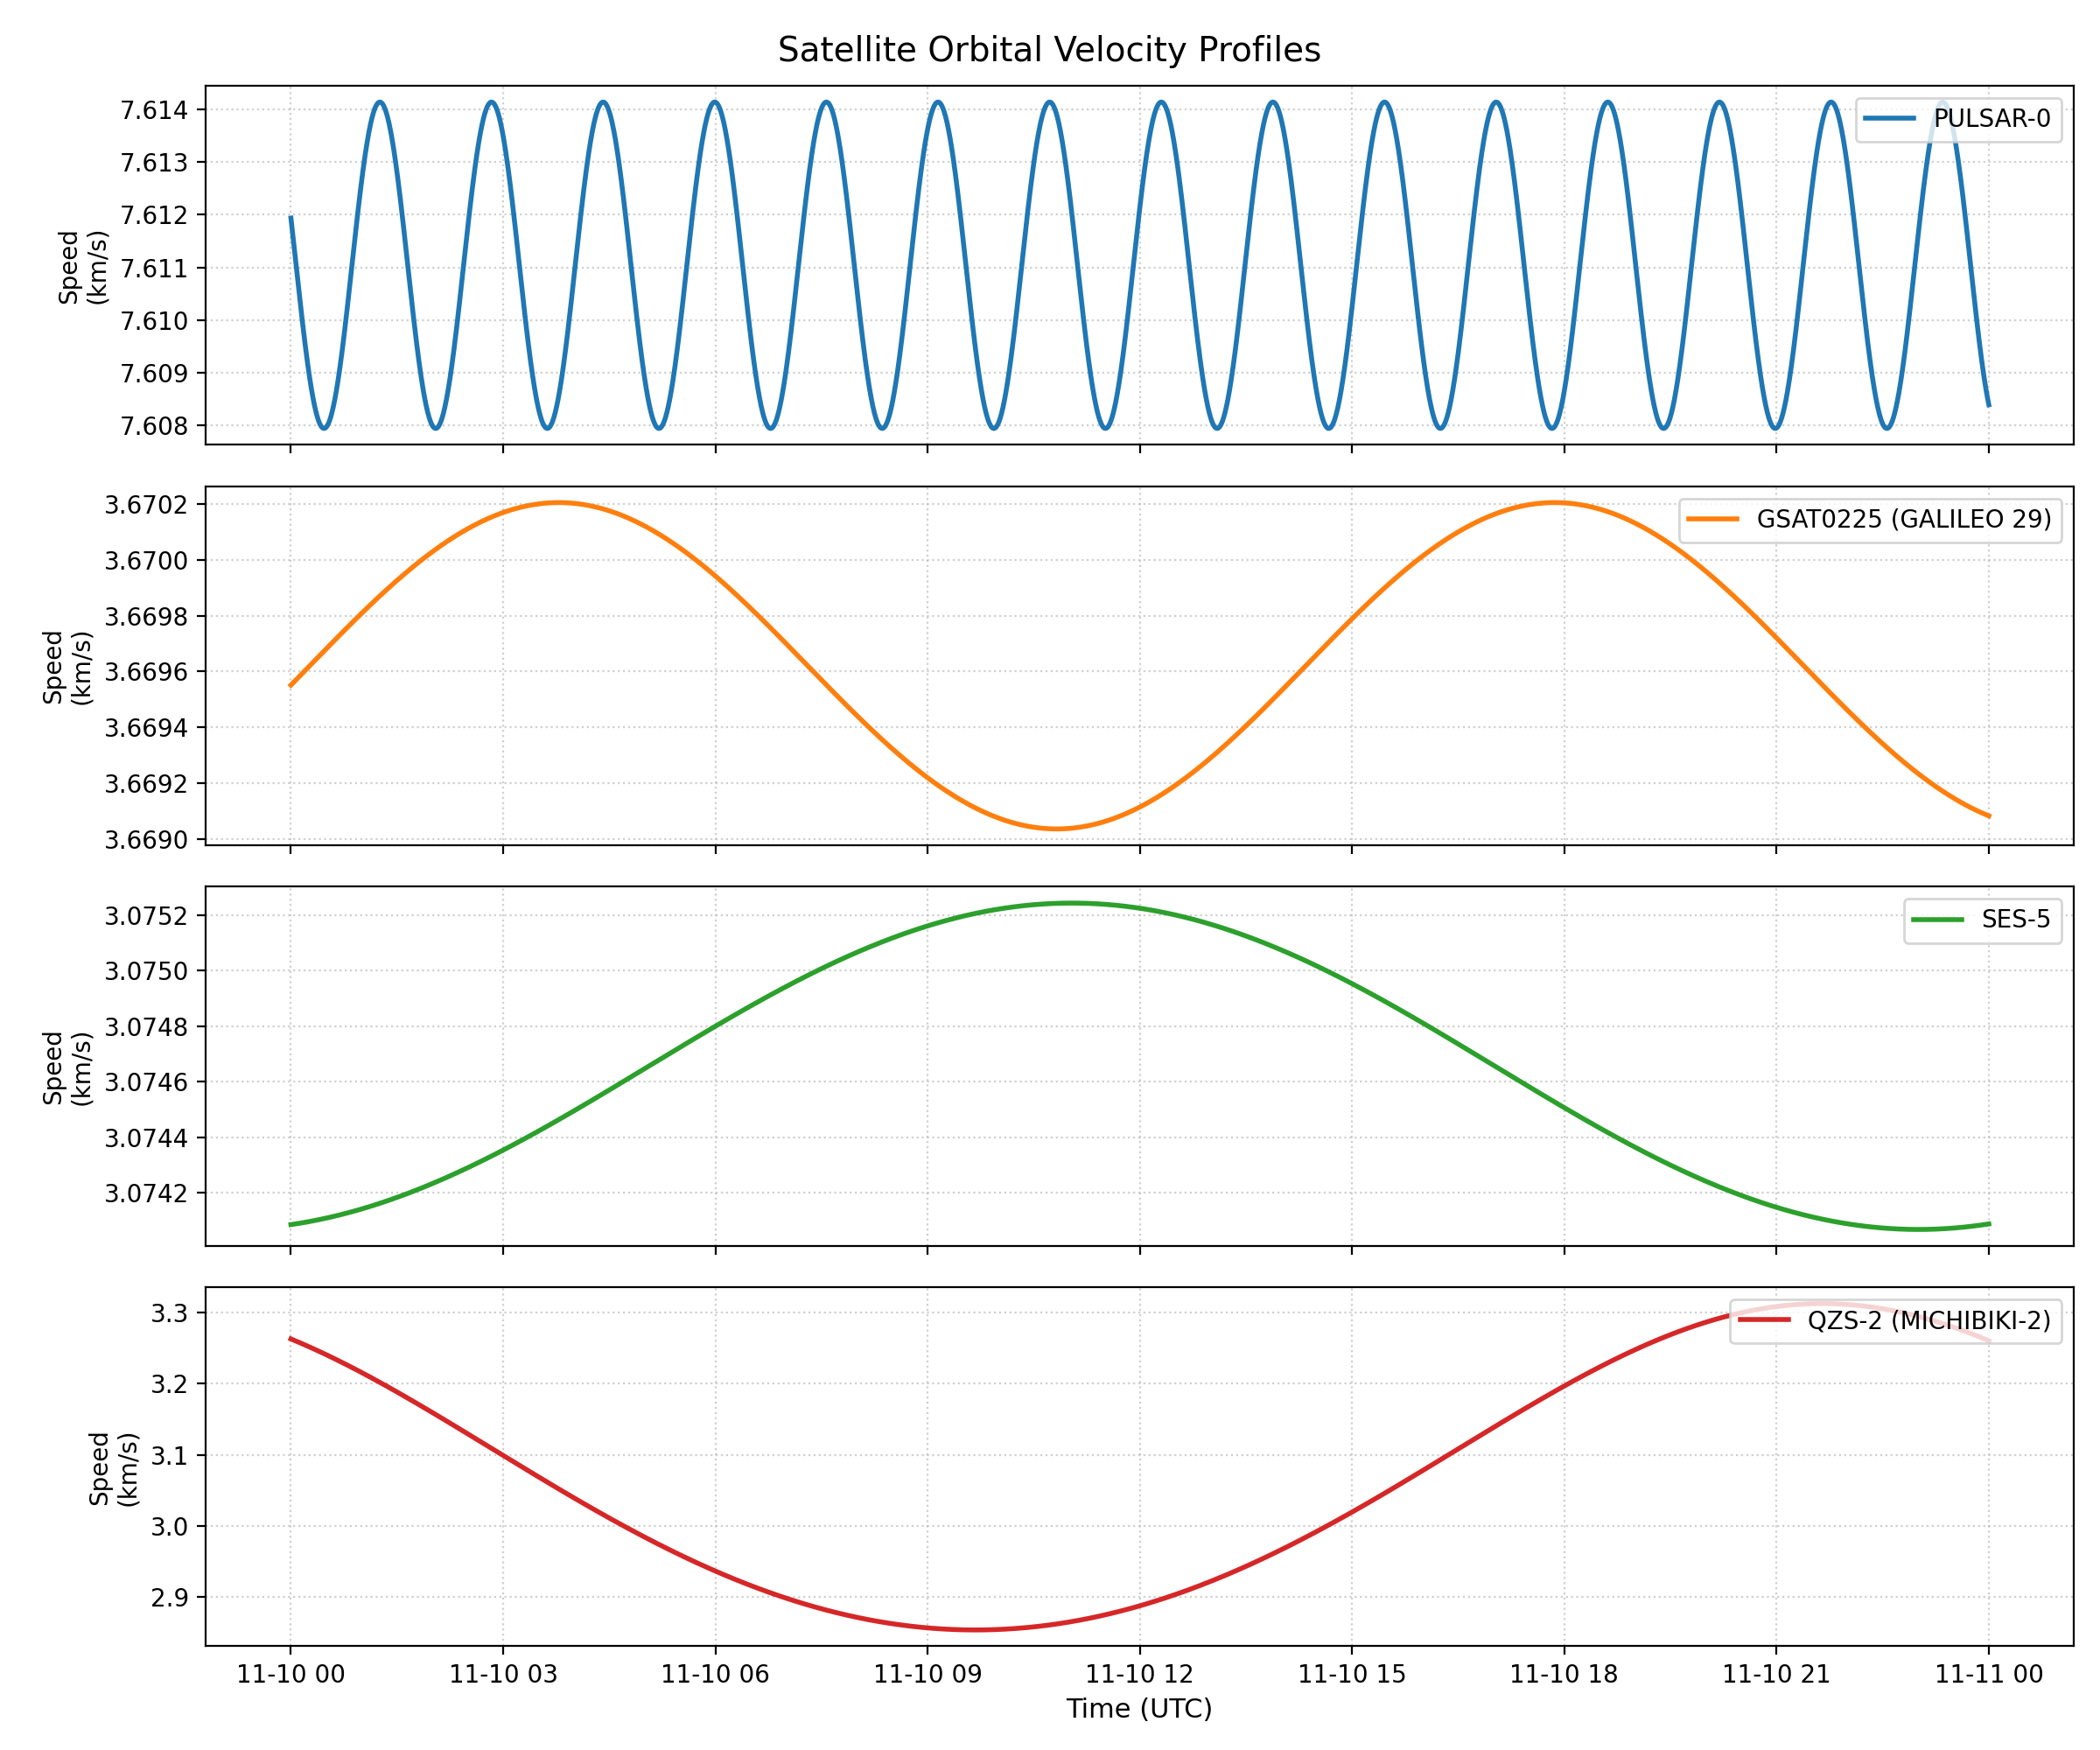 Satellite Orbital Velocity Profiles
PULSAR-0
7.614
7.613
7.612
7.611
7.610
7.609
7.608
Speed
(km/s)
GSAT0225 (GALILEO 29)
3.6702
3.6700
3.6698
3.6696
3.6694
3.6692
3.6690
Speed
(km/s)
SES-5
3.0752
3.0750
3.0748
3.0746
3.0744
3.0742
Speed
(km/s)
QZS-2 (MICHIBIKI-2)
3.3
3.2
3.1
3.0
2.9
Speed
(km/s)
11-10 00 11-10 03 11-10 06 11-10 09 11-10 12 11-10 15 11-10 18 11-10 21 11-11 00
Time (UTC)